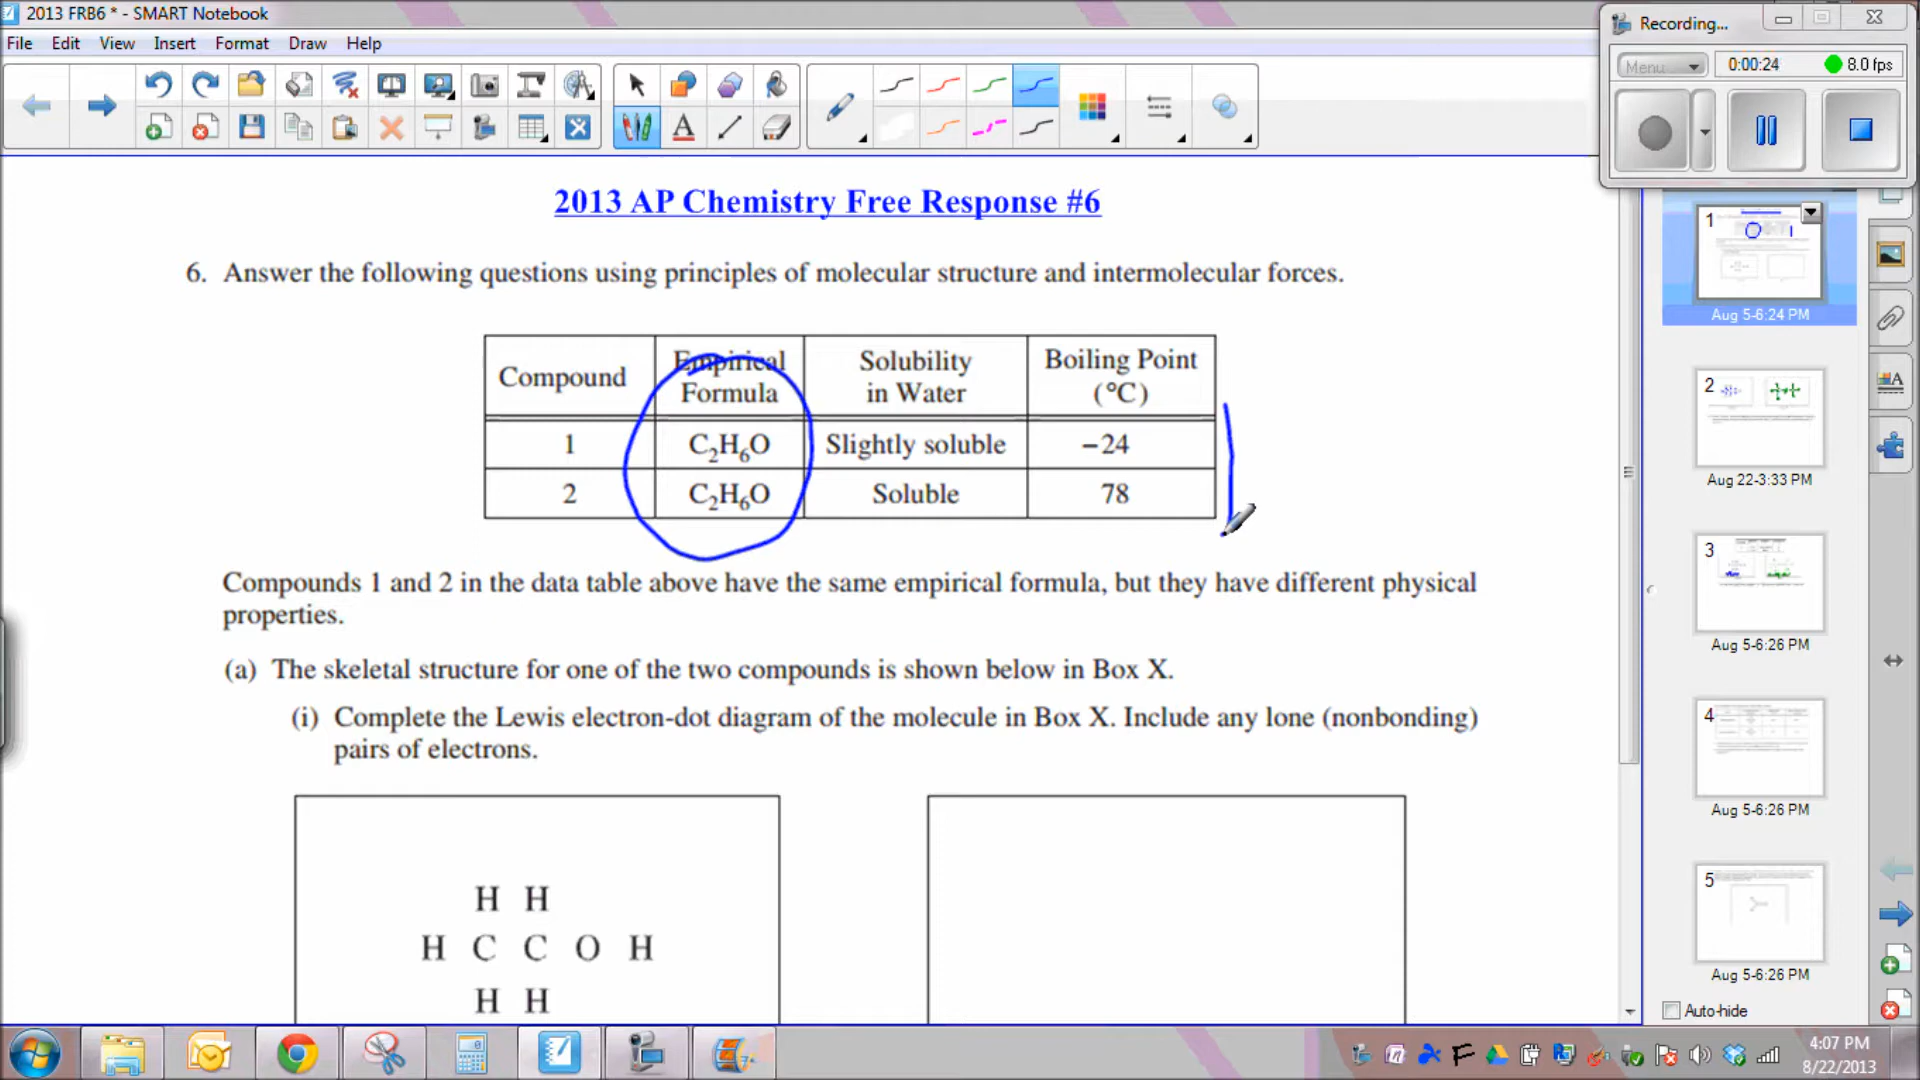 2013 FRB6 * - SMART Notebook
Recording...
File Edit View Insert Format Draw Help
Menu
0:00:24
8.0 fps
2013 AP Chemistry Free Response #6
6. Answer the following questions using principles of molecular structure and intermolecular forces.
Compound Empirical Formula Solubility in Water Boiling Point (°C)
1 C₂H₆O Slightly soluble −24
2 C₂H₆O Soluble 78
Compounds 1 and 2 in the data table above have the same empirical formula, but they have different physical
properties.
(a) The skeletal structure for one of the two compounds is shown below in Box X.
(i) Complete the Lewis electron-dot diagram of the molecule in Box X. Include any lone (nonbonding)
pairs of electrons.
H H
H C C O H
H H
1
Aug 5-6:24 PM
2
Aug 22-3:33 PM
3
Aug 5-6:26 PM
4
Aug 5-6:26 PM
5
Aug 5-6:26 PM
Auto-hide
4:07 PM
8/22/2013